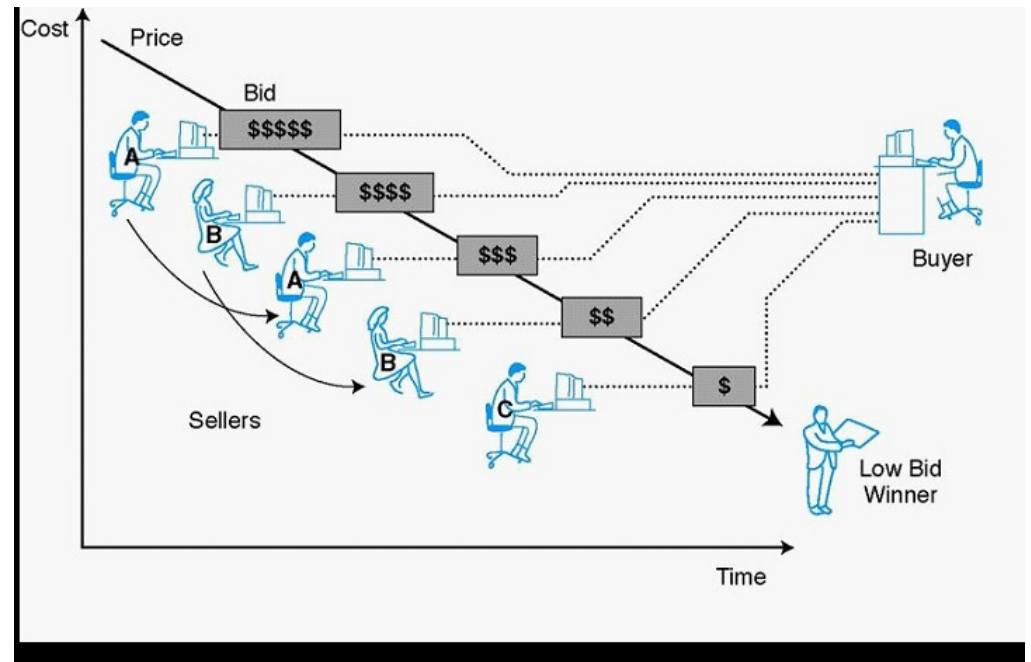 Cost
Price
Bid
$$$$$
A
$$$$
B
$$$
A
Buyer
$$
B
$
C
Sellers
Low Bid
Winner
Time